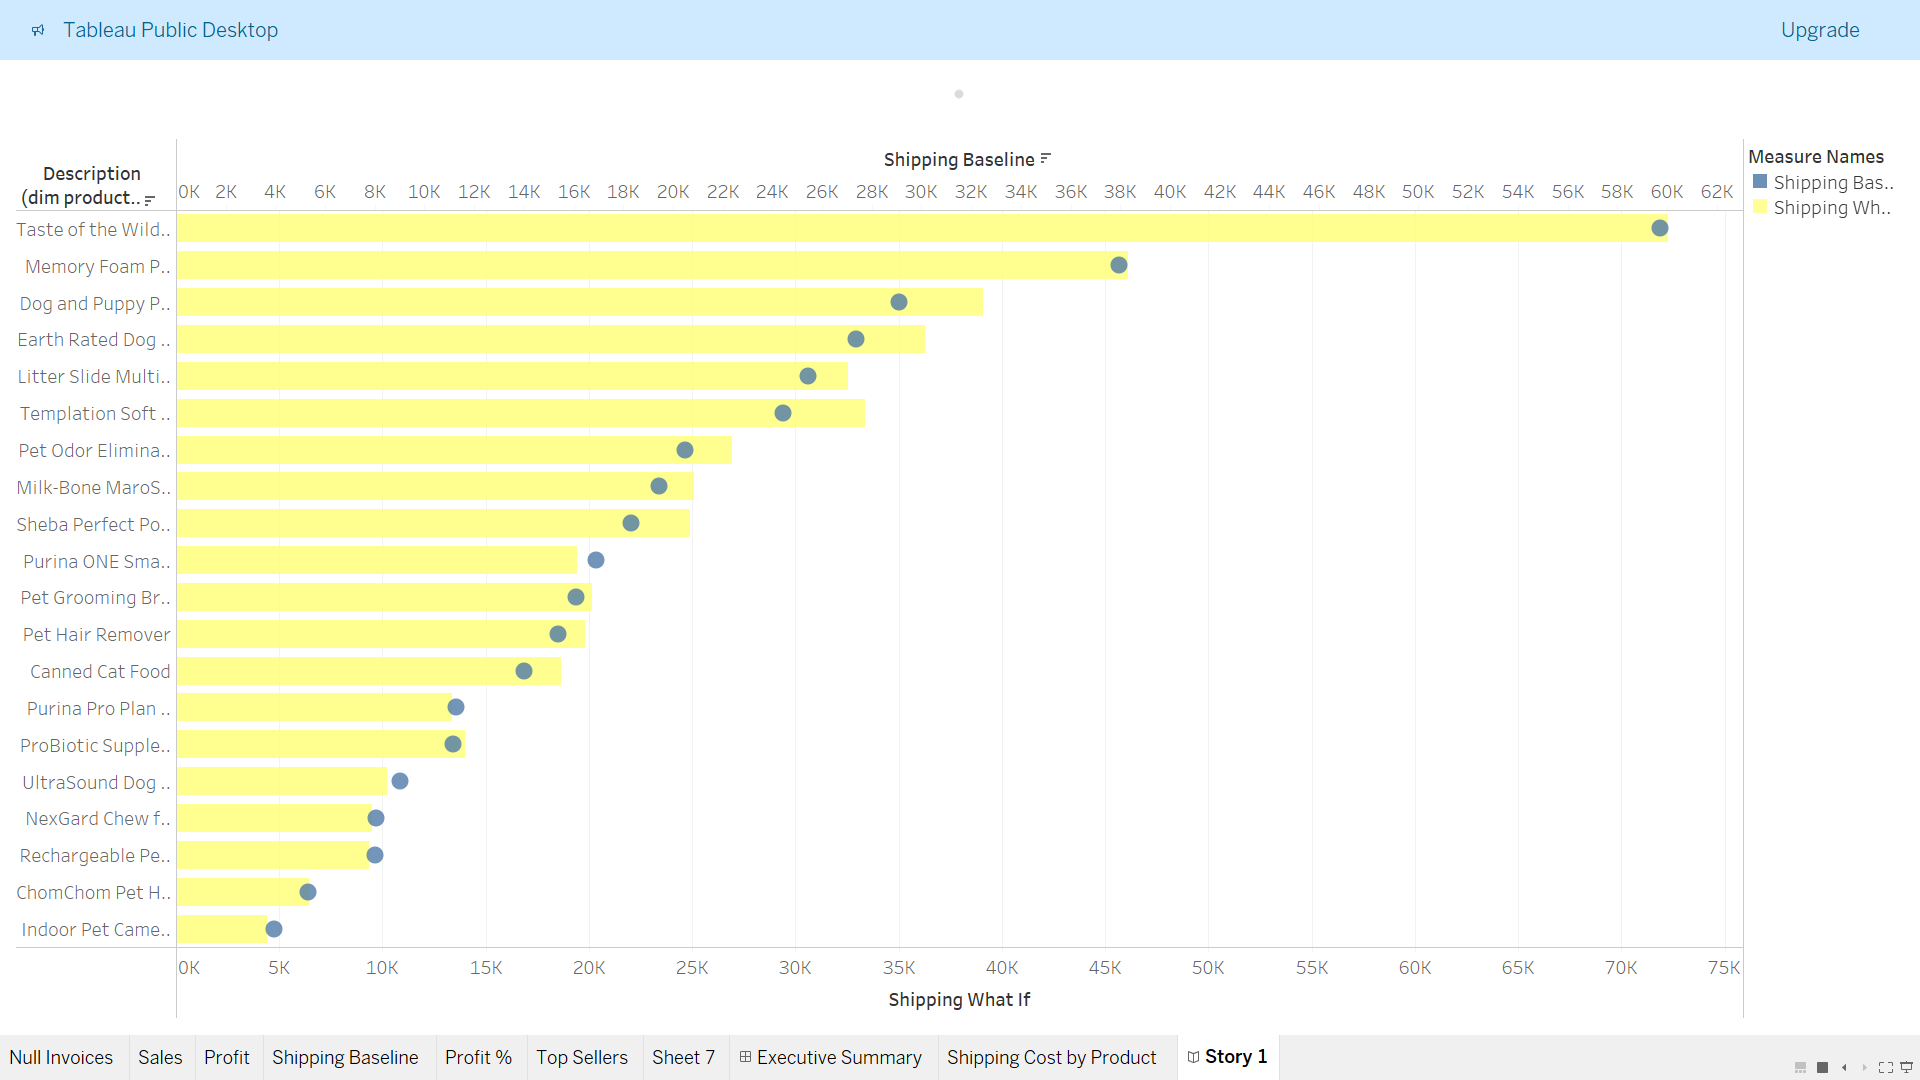 Tableau Public Desktop
Upgrade
Shipping Baseline
Description
(dim product..
0K 2K 4K 6K 8K 10K 12K 14K 16K 18K 20K 22K 24K 26K 28K 30K 32K 34K 36K 38K 40K 42K 44K 46K 48K 50K 52K 54K 56K 58K 60K 62K
Measure Names
Shipping Bas..
Shipping Wh..
Taste of the Wild..
Memory Foam P..
Dog and Puppy P..
Earth Rated Dog ..
Litter Slide Multi..
Templation Soft ..
Pet Odor Elimina..
Milk-Bone MaroS..
Sheba Perfect Po..
Purina ONE Sma..
Pet Grooming Br..
Pet Hair Remover
Canned Cat Food
Purina Pro Plan ..
ProBiotic Supple..
UltraSound Dog ..
NexGard Chew f..
Rechargeable Pe..
ChomChom Pet H..
Indoor Pet Came..
0K 5K 10K 15K 20K 25K 30K 35K 40K 45K 50K 55K 60K 65K 70K 75K
Shipping What If
Null Invoices Sales Profit Shipping Baseline Profit % Top Sellers Sheet 7 Executive Summary Shipping Cost by Product Story 1